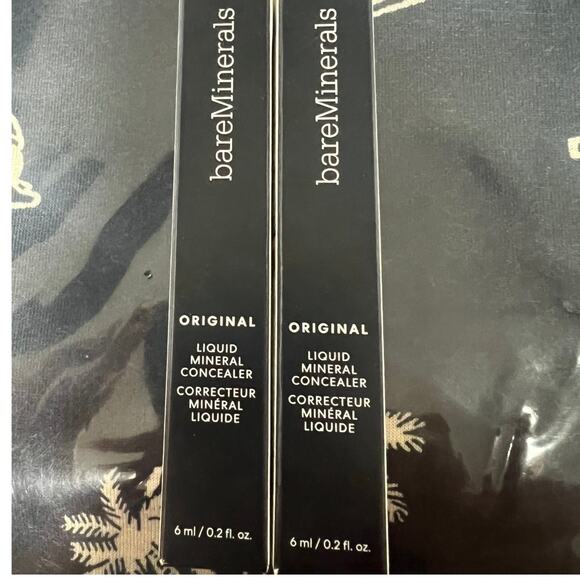 bareMinerals
ORIGINAL
LIQUID
MINERAL
CONCEALER
CORRECTEUR
MINÉRAL
LIQUIDE
6 ml / 0.2 fl. oz.
bareMinerals
ORIGINAL
LIQUID
MINERAL
CONCEALER
CORRECTEUR
MINÉRAL
LIQUIDE
6 ml / 0.2 fl. oz.